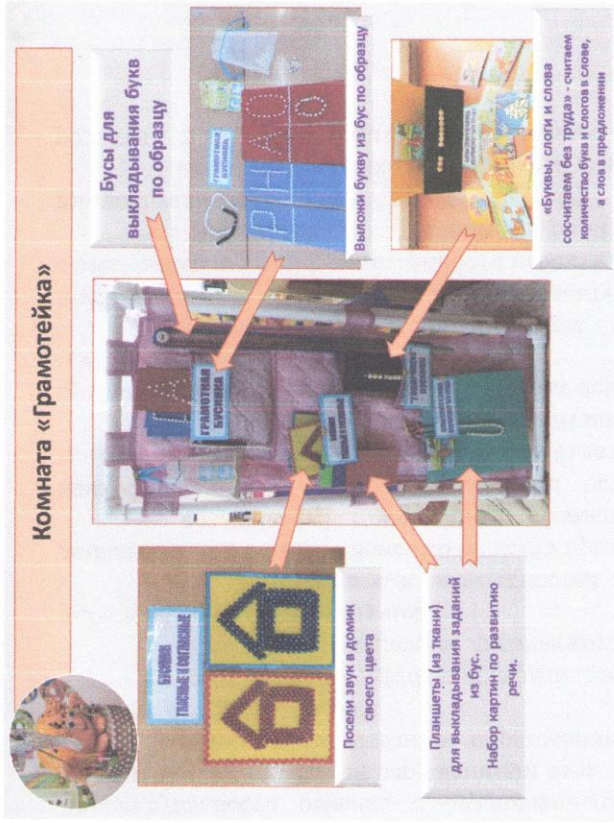 Комната «Грамотейка»
БУСИНКИ
ГЛАСНЫЕ И СОГЛАСНЫЕ
Посели звук в домик
своего цвета
Планшеты (из ткани)
для выкладывания заданий
из бус.
Набор картин по развитию
речи.
А
ГРАМОТНАЯ
БУСИНКА
Бусы для
выкладывания букв
по образцу
ГРАМОТНАЯ
БУСИНКА
Р Н А О
О
Выложи букву из бус по образцу
«Буквы, слоги и слова
сосчитаем без труда» - считаем
количество букв и слогов в слове,
а слов в предложении